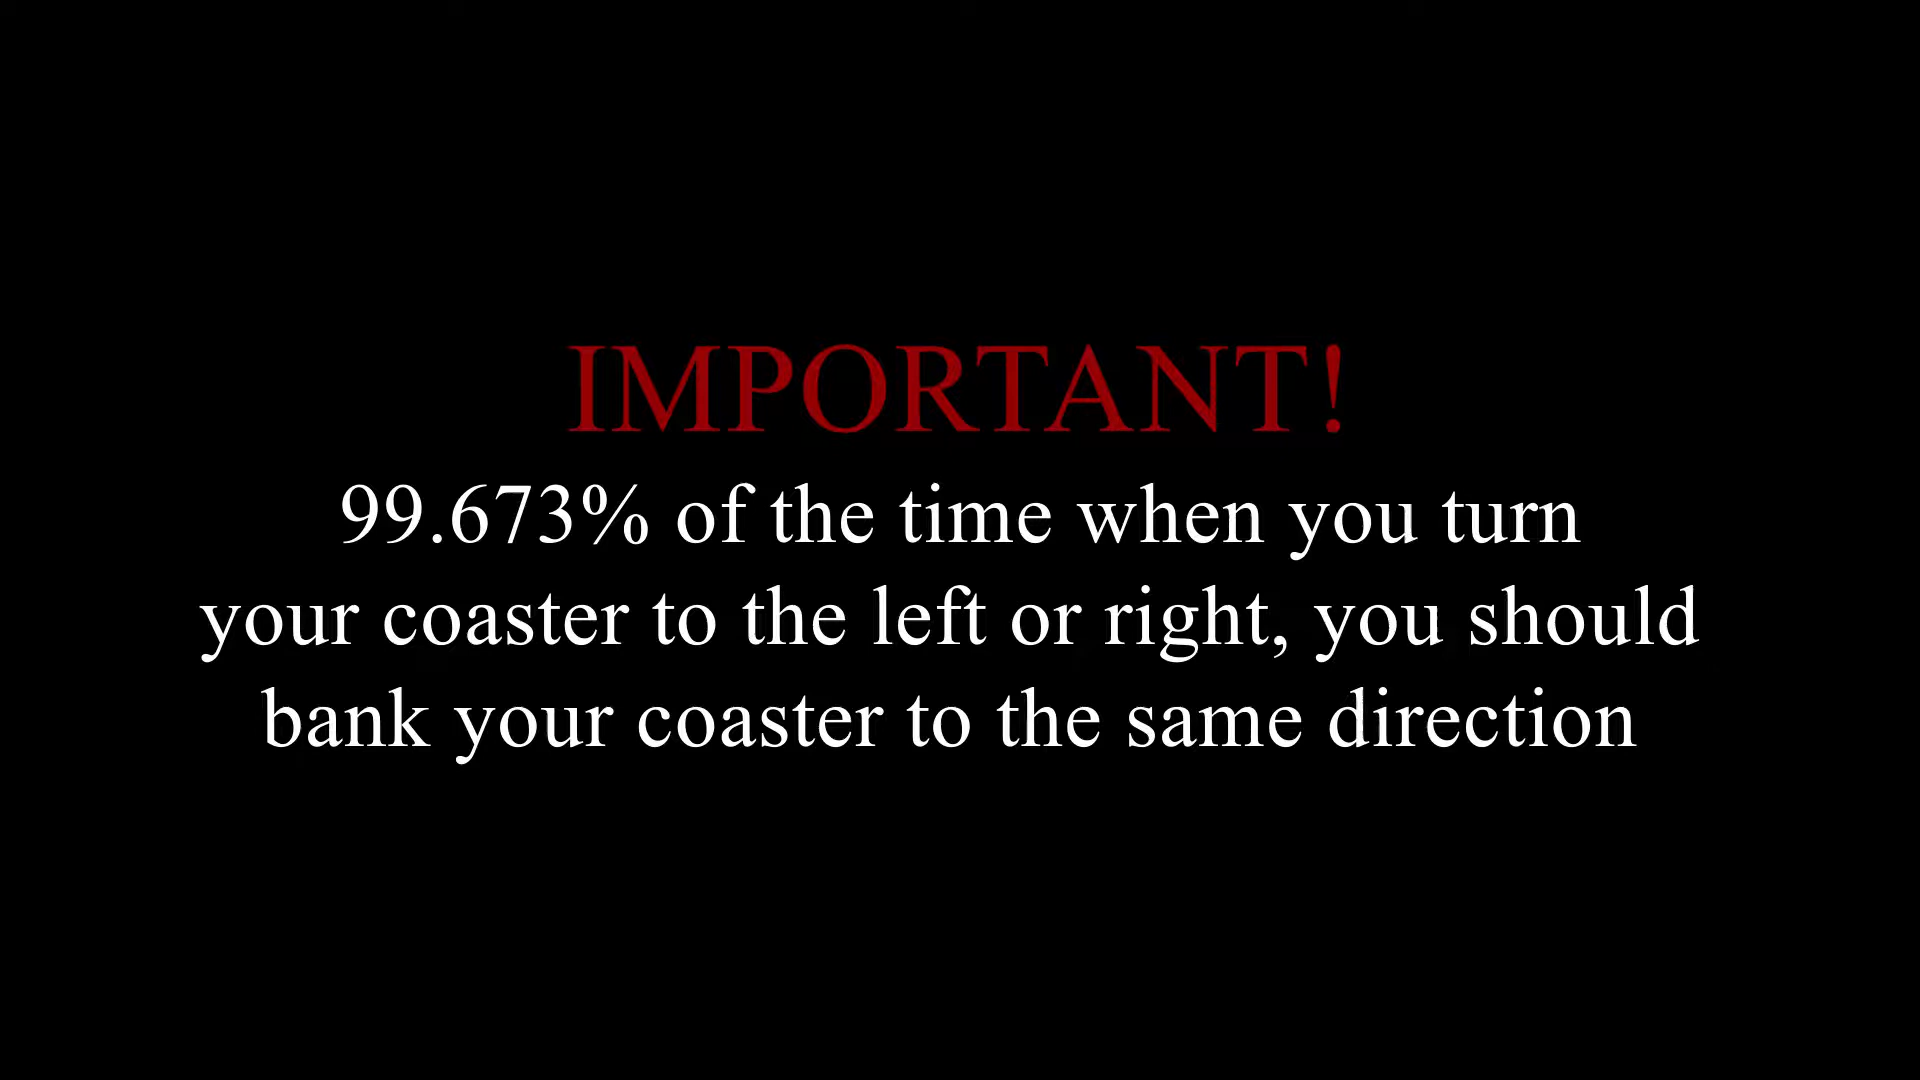 IMPORTANT!
99.673% of the time when you turn
your coaster to the left or right, you should
bank your coaster to the same direction